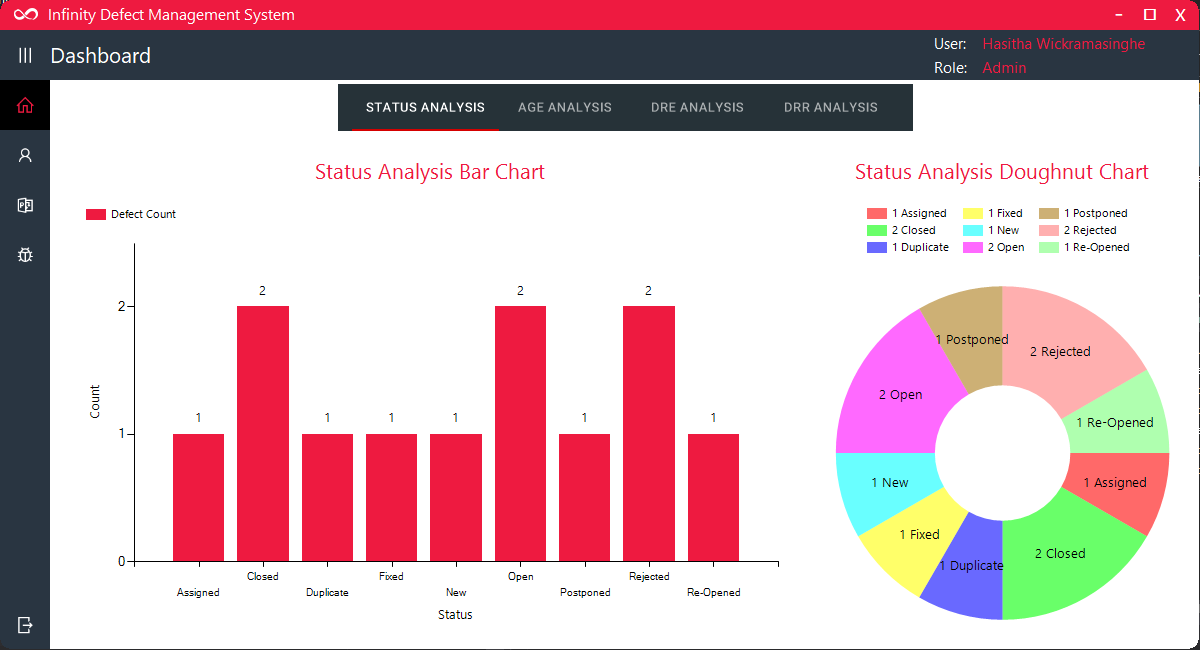 Infinity Defect Management System
Dashboard
User: Hasitha Wickramasinghe
Role: Admin
STATUS ANALYSIS AGE ANALYSIS DRE ANALYSIS DRR ANALYSIS
Status Analysis Bar Chart
Defect Count
Count
2
1
0
1
2
1
1
1
2
1
2
1
Assigned
Closed
Duplicate
Fixed
New
Open
Postponed
Rejected
Re-Opened
Status
Status Analysis Doughnut Chart
1 Assigned 1 Fixed 1 Postponed
2 Closed 1 New 2 Rejected
1 Duplicate 2 Open 1 Re-Opened
1 Postponed
2 Rejected
2 Open
1 Re-Opened
1 New
1 Assigned
1 Fixed
2 Closed
1 Duplicate